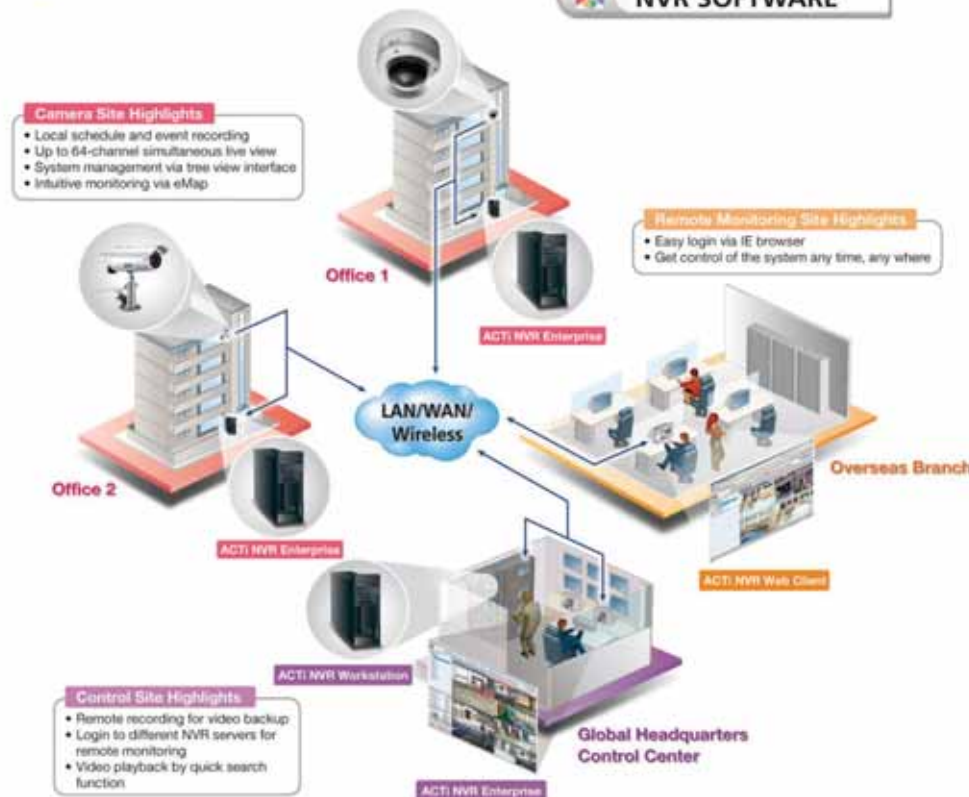 NVR SOFTWARE
Camera Site Highlights
• Local schedule and event recording
• Up to 64-channel simultaneous live view
• System management via tree view interface
• Intuitive monitoring via eMap
Office 1
ACTi NVR Enterprise
Remote Monitoring Site Highlights
• Easy login via IE browser
• Get control of the system any time, any where
Office 2
ACTi NVR Enterprise
LAN/WAN/
Wireless
Overseas Branch
ACTi NVR Web Client
ACTi NVR Workstation
Control Site Highlights
• Remote recording for video backup
• Login to different NVR servers for
remote monitoring
• Video playback by quick search
function
Global Headquarters
Control Center
ACTi NVR Enterprise